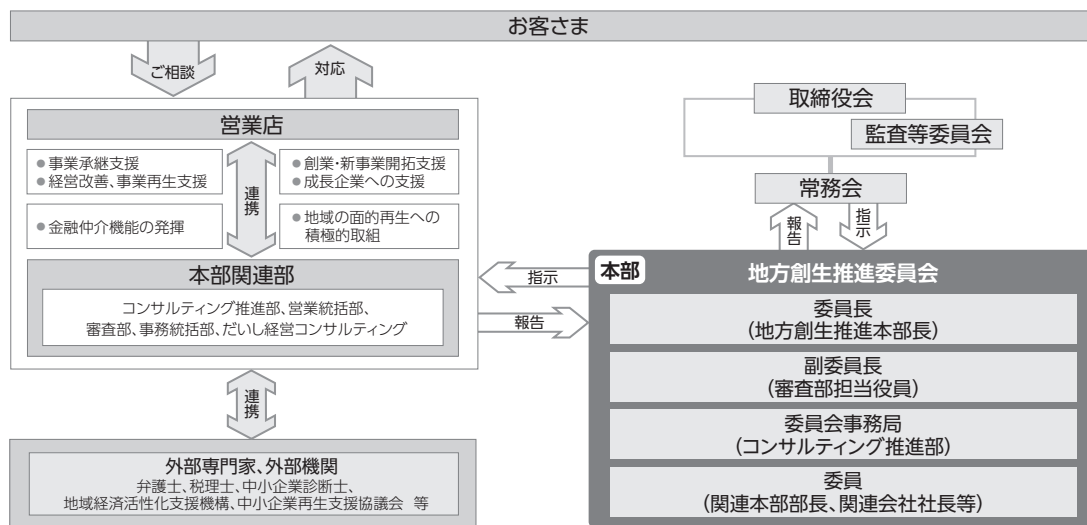 お客さま
ご相談
対応
営業店
●事業承継支援
●経営改善、事業再生支援
●創業・新事業開拓支援
●成長企業への支援
連携
●金融仲介機能の発揮
●地域の面的再生への
積極的取組
本部関連部
コンサルティング推進部、営業統括部、
審査部、事務統括部、だいし経営コンサルティング
連携
外部専門家、外部機関
弁護士、税理士、中小企業診断士、
地域経済活性化支援機構、中小企業再生支援協議会 等
指示
報告
取締役会
監査等委員会
常務会
報告
指示
本部
地方創生推進委員会
委員長
(地方創生推進本部長)
副委員長
(審査部担当役員)
委員会事務局
(コンサルティング推進部)
委員
(関連本部部長、関連会社社長等)